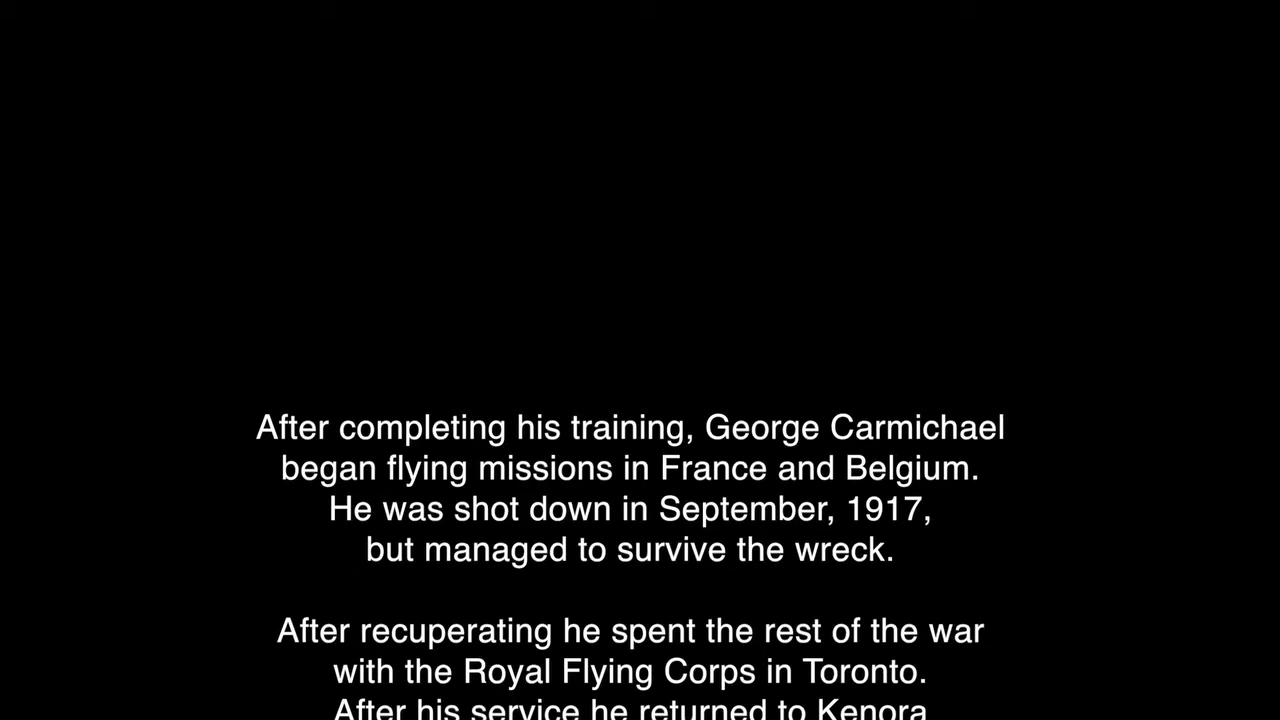 After completing his training, George Carmichael
began flying missions in France and Belgium.
He was shot down in September, 1917,
but managed to survive the wreck.
After recuperating he spent the rest of the war
with the Royal Flying Corps in Toronto.
After his service he returned to Kenora